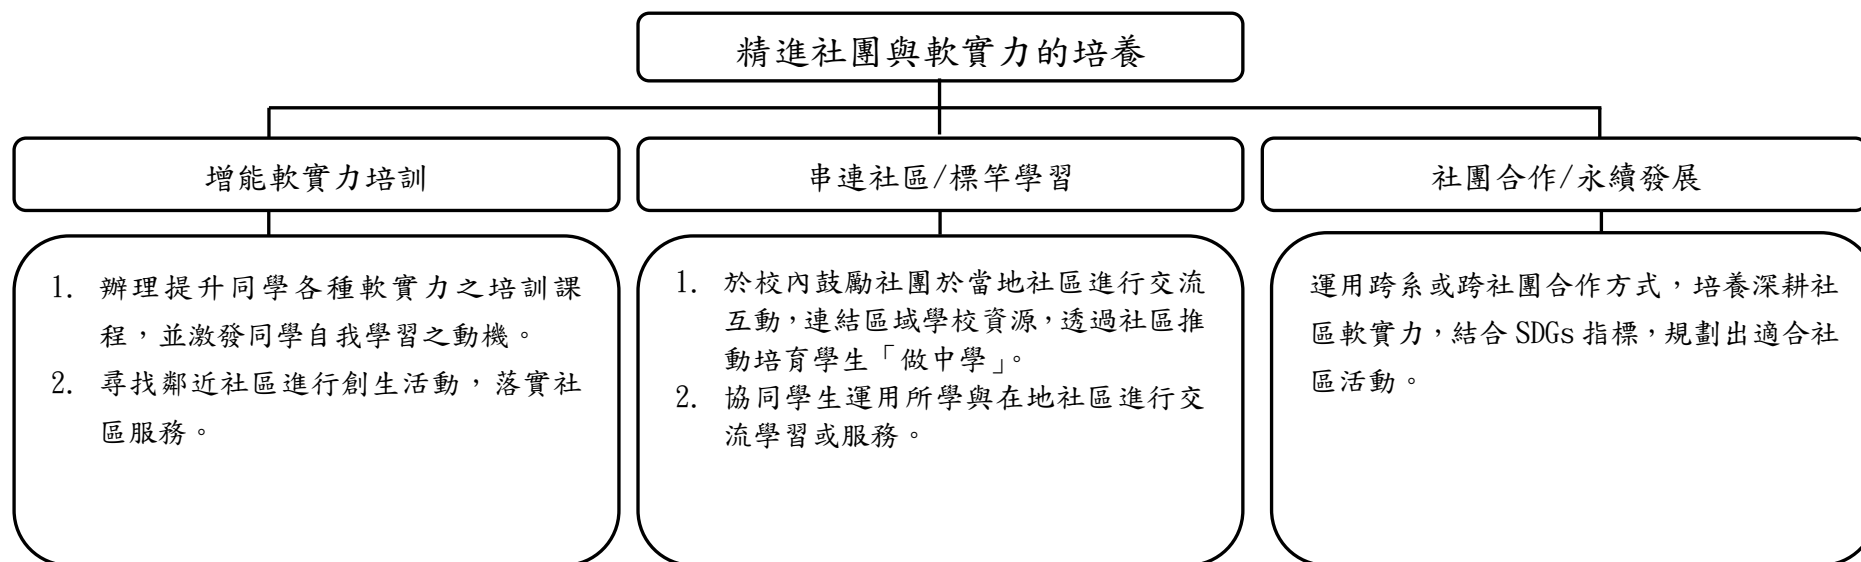 精進社團與軟實力的培養
增能軟實力培訓
串連社區/標竿學習
社團合作/永續發展
1. 辦理提升同學各種軟實力之培訓課
程，並激發同學自我學習之動機。
2. 尋找鄰近社區進行創生活動，落實社
區服務。
1. 於校內鼓勵社團於當地社區進行交流
互動，連結區域學校資源，透過社區推
動培育學生「做中學」。
2. 協同學生運用所學與在地社區進行交
流學習或服務。
運用跨系或跨社團合作方式，培養深耕社
區軟實力，結合 SDGs 指標，規劃出適合社
區活動。